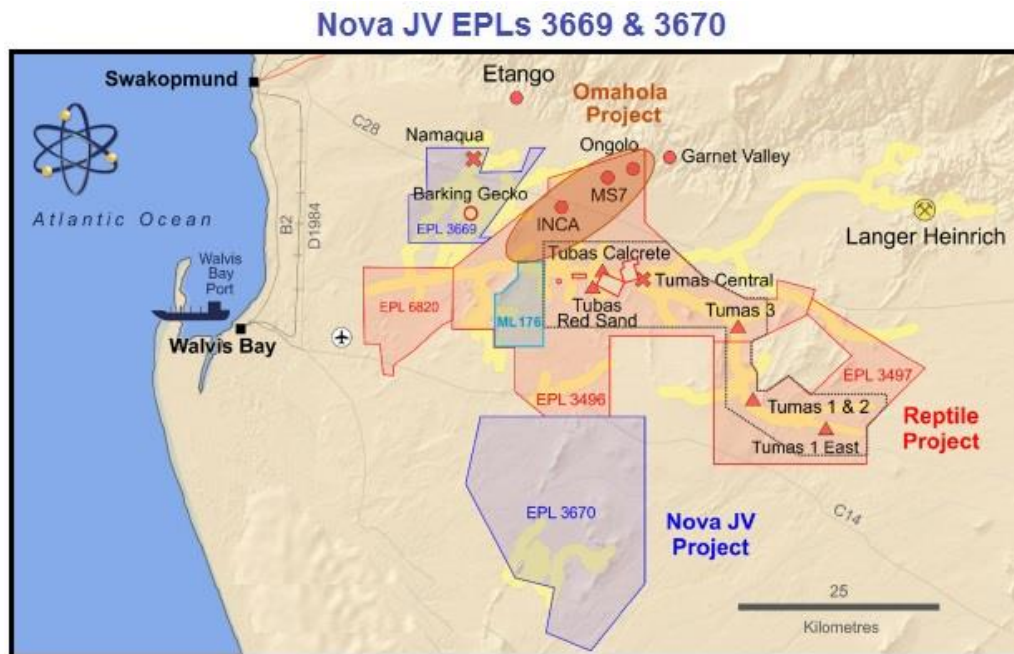 Nova JV EPLs 3669 & 3670
Swakopmund
Etango
Omahola
Project
C28
Namaqua
Ongolo
Garnet Valley
Barking Gecko
MS7
Atlantic Ocean
B2
D1984
EPL 3669
INCA
Langer Heinrich
Walvis
Bay
Port
Tubas Calcrete
Tumas Central
EPL 6820
Tubas
Red Sand
Tumas 3
ML 176
Walvis Bay
EPL 3497
EPL 3496
Tumas 1 & 2
Reptile
Project
Tumas 1 East
EPL 3670
Nova JV
Project
C14
25
Kilometres